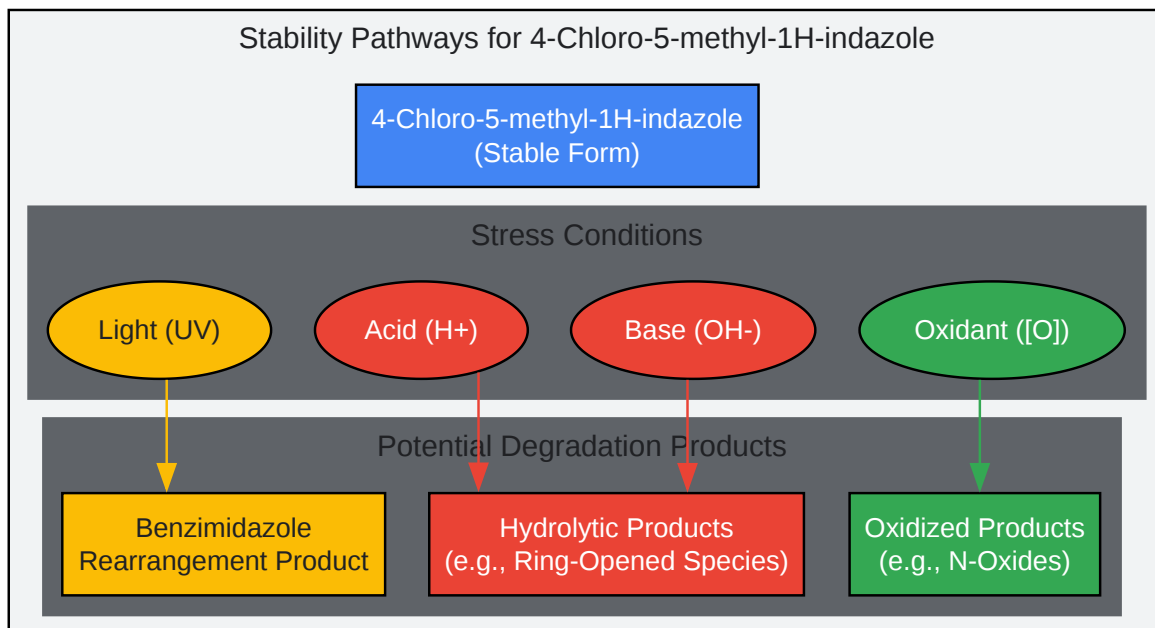 Stability Pathways for 4-Chloro-5-methyl-1H-indazole
4-Chloro-5-methyl-1H-indazole
(Stable Form)
Stress Conditions
Light (UV)
Acid (H+)
Base (OH-)
Oxidant ([O])
Potential Degradation Products
Benzimidazole
Rearrangement Product
Hydrolytic Products
(e.g., Ring-Opened Species)
Oxidized Products
(e.g., N-Oxides)